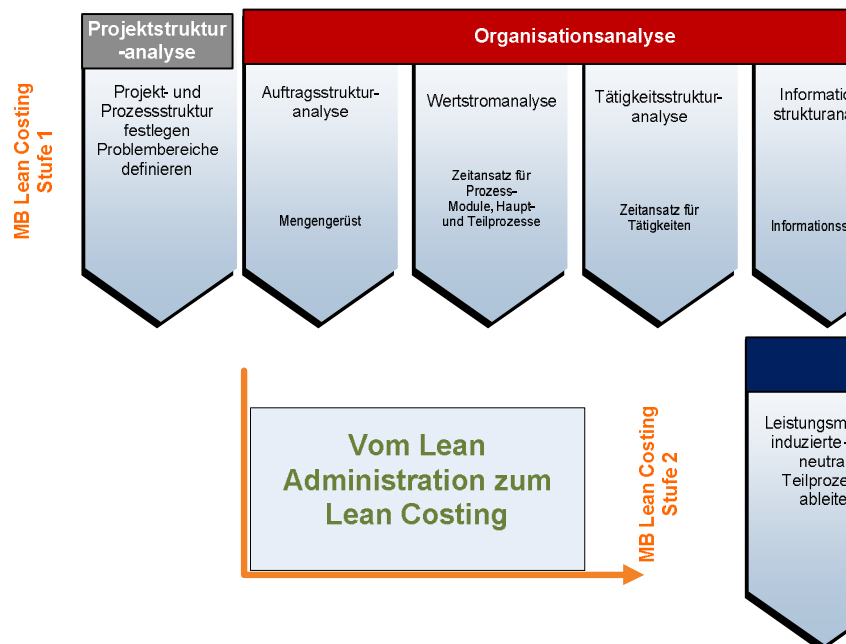 Projektstruktur
-analyse
Organisationsanalyse
MB Lean Costing
Stufe 1
Projekt- und
Prozessstruktur
festlegen
Problembereiche
definieren
Auftragsstruktur-
analyse
Mengengerüst
Wertstromanalyse
Zeitansatz für
Prozess-
Module, Haupt-
und Teilprozesse
Tätigkeitsstruktur-
analyse
Zeitansatz für
Tätigkeiten
Vom Lean
Administration zum
Lean Costing
MB Lean Costing
Stufe 2